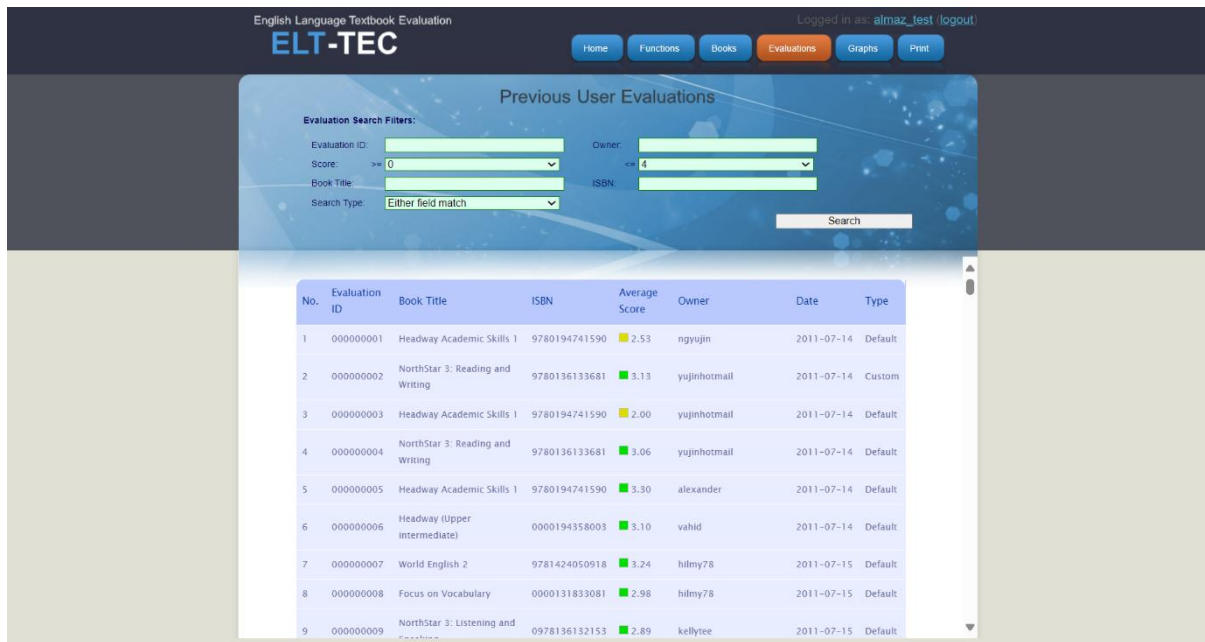 English Language Textbook Evaluation
Logged in as: almaz_test (logout)
ELT-TEC
Home Functions Books Evaluations Graphs Print
Previous User Evaluations
Evaluation Search Filters:
Evaluation ID: Owner:
Score: >= 0 <= 4
Book Title: ISBN:
Search Type: Either field match
Search
No. Evaluation ID Book Title ISBN Average Score Owner Date Type
1 000000001 Headway Academic Skills 1 9780194741590 2.53 ngyujin 2011-07-14 Default
2 000000002 NorthStar 3: Reading and Writing 9780136133681 3.13 yujinhotmail 2011-07-14 Custom
3 000000003 Headway Academic Skills 1 9780194741590 2.00 yujinhotmail 2011-07-14 Default
4 000000004 NorthStar 3: Reading and Writing 9780136133681 3.06 yujinhotmail 2011-07-14 Default
5 000000005 Headway Academic Skills 1 9780194741590 3.30 alexander 2011-07-14 Default
6 000000006 Headway (Upper intermediate) 0000194358003 3.10 vahid 2011-07-14 Default
7 000000007 World English 2 9781424050918 3.24 hilmy78 2011-07-15 Default
8 000000008 Focus on Vocabulary 0000131833081 2.98 hilmy78 2011-07-15 Default
9 000000009 NorthStar 3: Listening and 0978136132153 2.89 kellytee 2011-07-15 Default